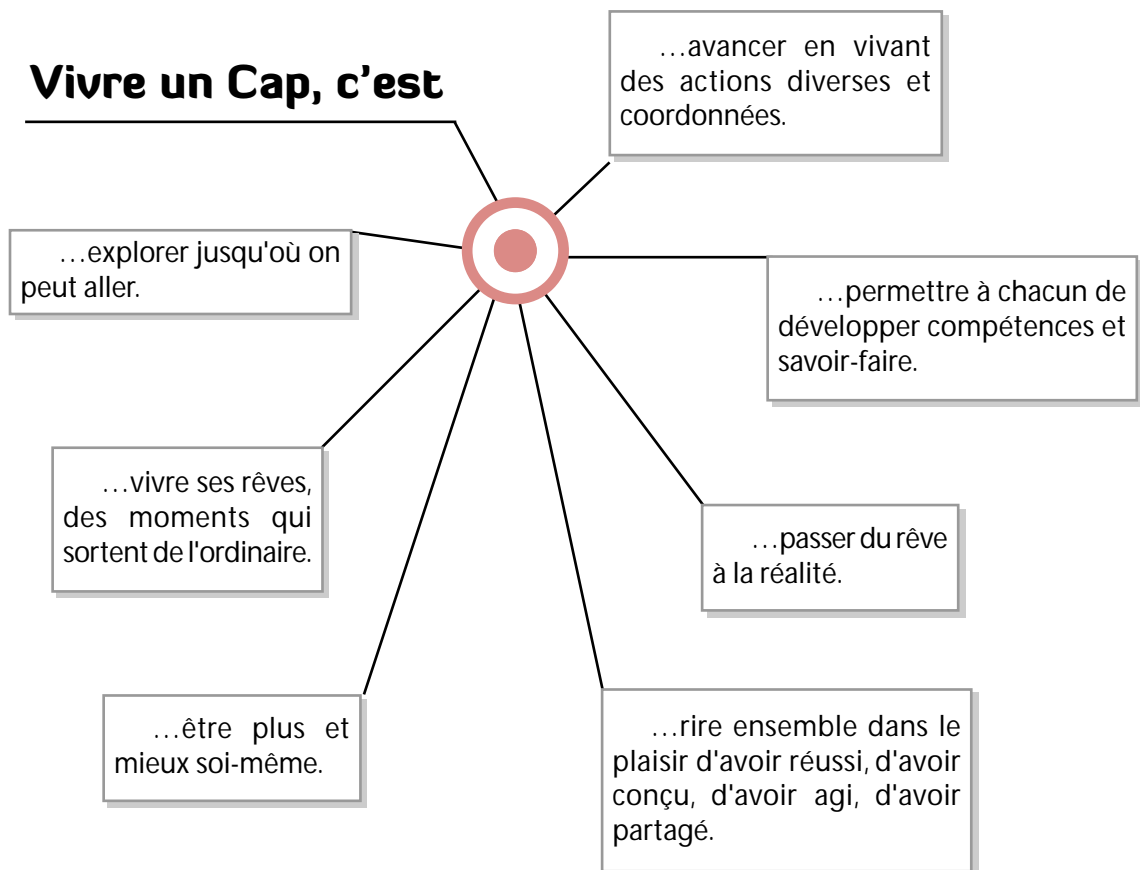 Vivre un Cap, c'est
…avancer en vivant
des actions diverses et
coordonnées.
…explorer jusqu'où on
peut aller.
…permettre à chacun de
développer compétences et
savoir-faire.
…vivre ses rêves,
des moments qui
sortent de l'ordinaire.
…passer du rêve
à la réalité.
…être plus et
mieux soi-même.
…rire ensemble dans le
plaisir d'avoir réussi, d'avoir
conçu, d'avoir agi, d'avoir
partagé.